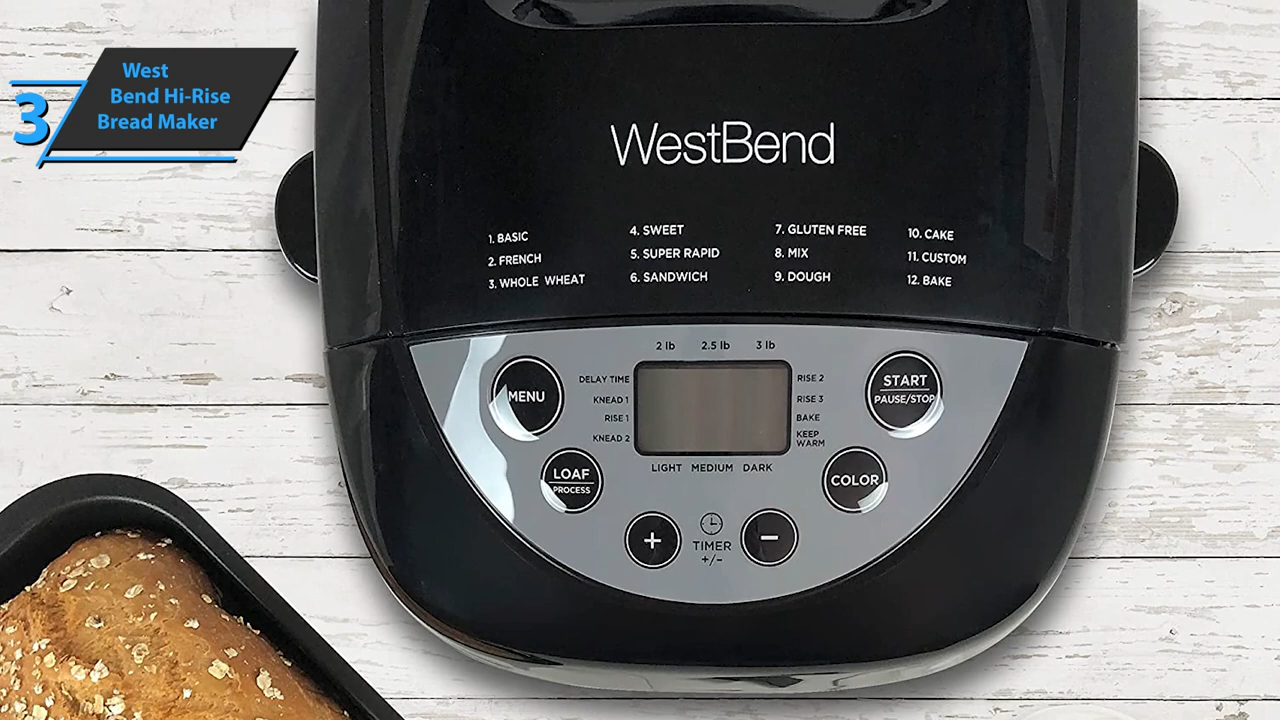 3
West
Bend Hi-Rise
Bread Maker
WestBend
1. BASIC
2. FRENCH
3. WHOLE WHEAT
4. SWEET
5. SUPER RAPID
6. SANDWICH
7. GLUTEN FREE
8. MIX
9. DOUGH
10. CAKE
11. CUSTOM
12. BAKE
2 lb 2.5 lb 3 lb
MENU
DELAY TIME
KNEAD 1
RISE 1
KNEAD 2
RISE 2
RISE 3
BAKE
KEEP
WARM
START
PAUSE/STOP
LIGHT MEDIUM DARK
LOAF
PROCESS
COLOR
+
TIMER
+/−
−